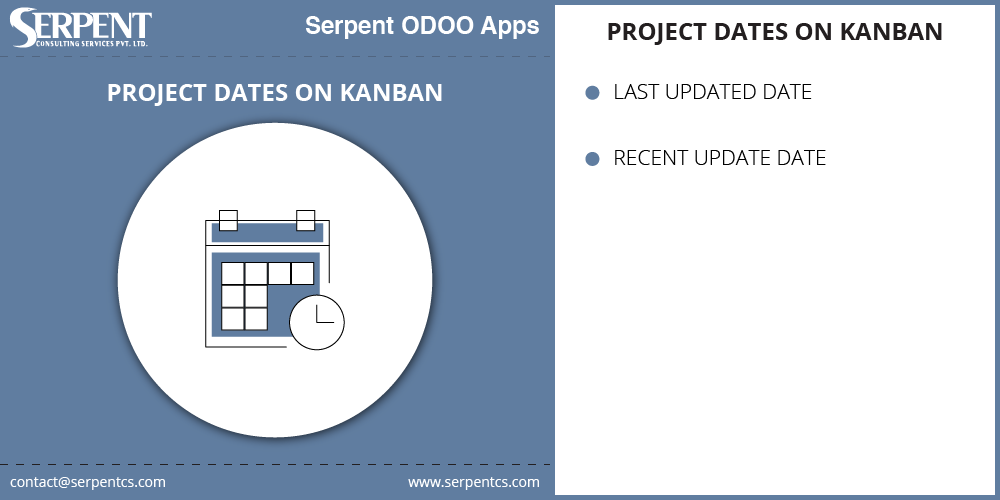 SERPENT
CONSULTING SERVICES PVT. LTD.
Serpent ODOO Apps
PROJECT DATES ON KANBAN
contact@serpentcs.com
www.serpentcs.com
PROJECT DATES ON KANBAN
LAST UPDATED DATE
RECENT UPDATE DATE